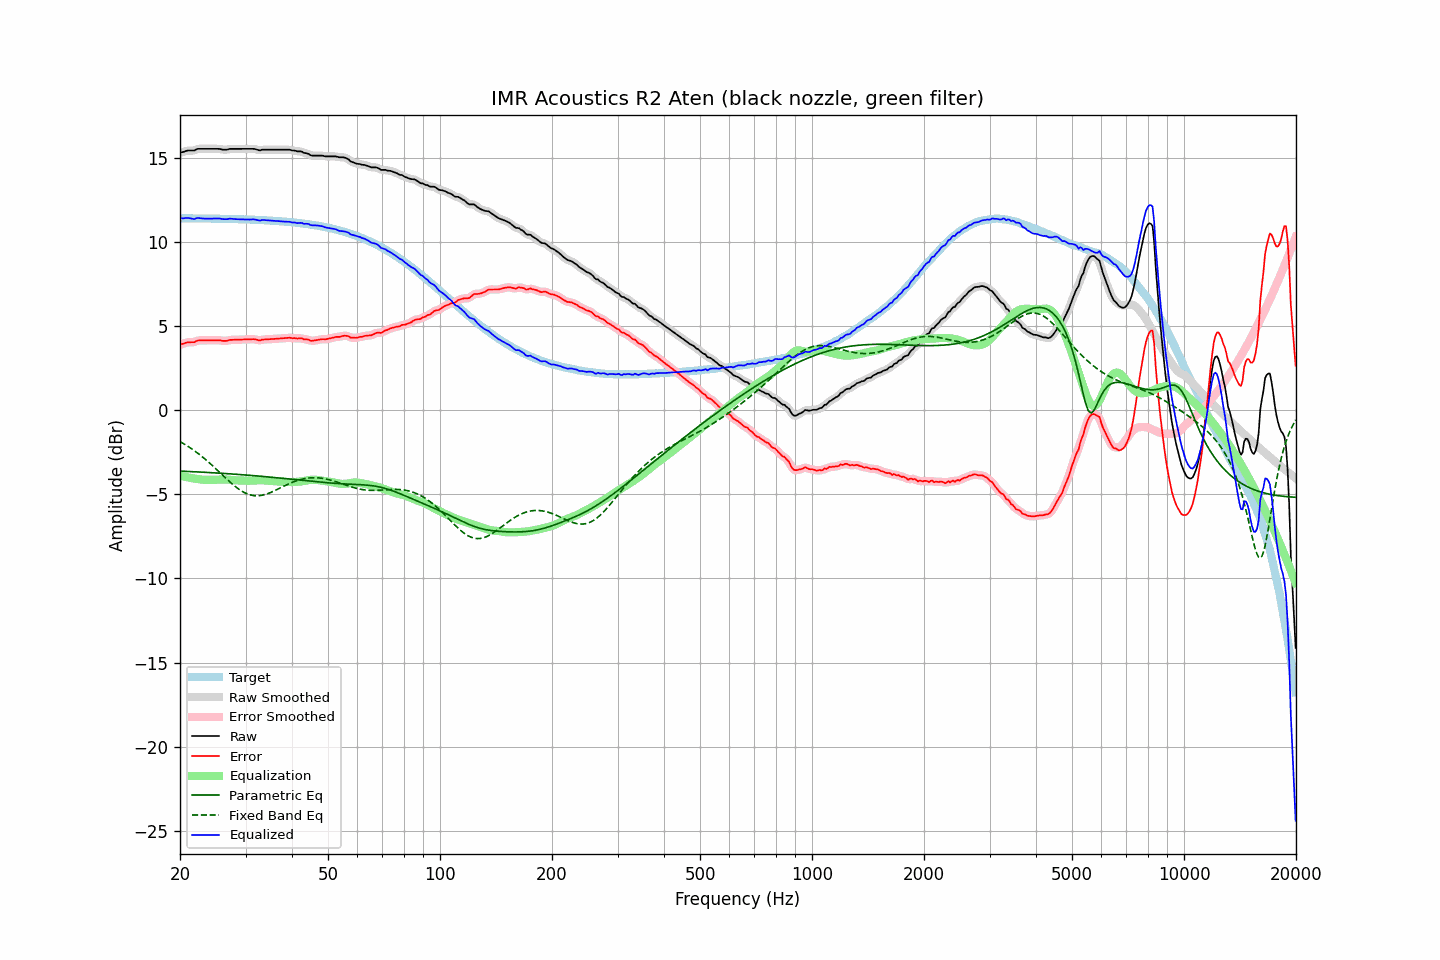 IMR Acoustics R2 Aten (black nozzle, green filter)
Amplitude (dBr)
15
10
5
0
−5
−10
−15
−20
−25
Target
Raw Smoothed
Error Smoothed
Raw
Error
Equalization
Parametric Eq
Fixed Band Eq
Equalized
20 50 100 200 500 1000 2000 5000 10000 20000
Frequency (Hz)